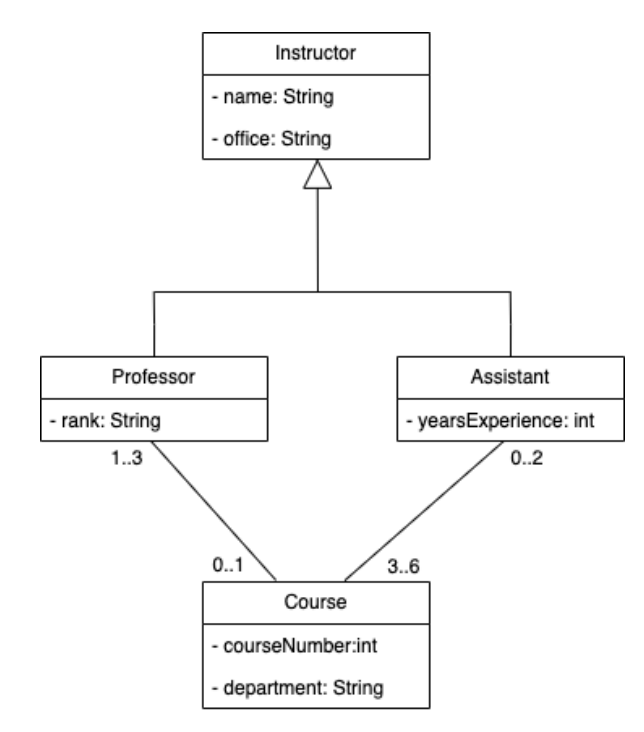 Instructor
- name: String
- office: String
Professor
- rank: String
Assistant
- yearsExperience: int
1..3
0..2
0..1
3..6
Course
- courseNumber:int
- department: String